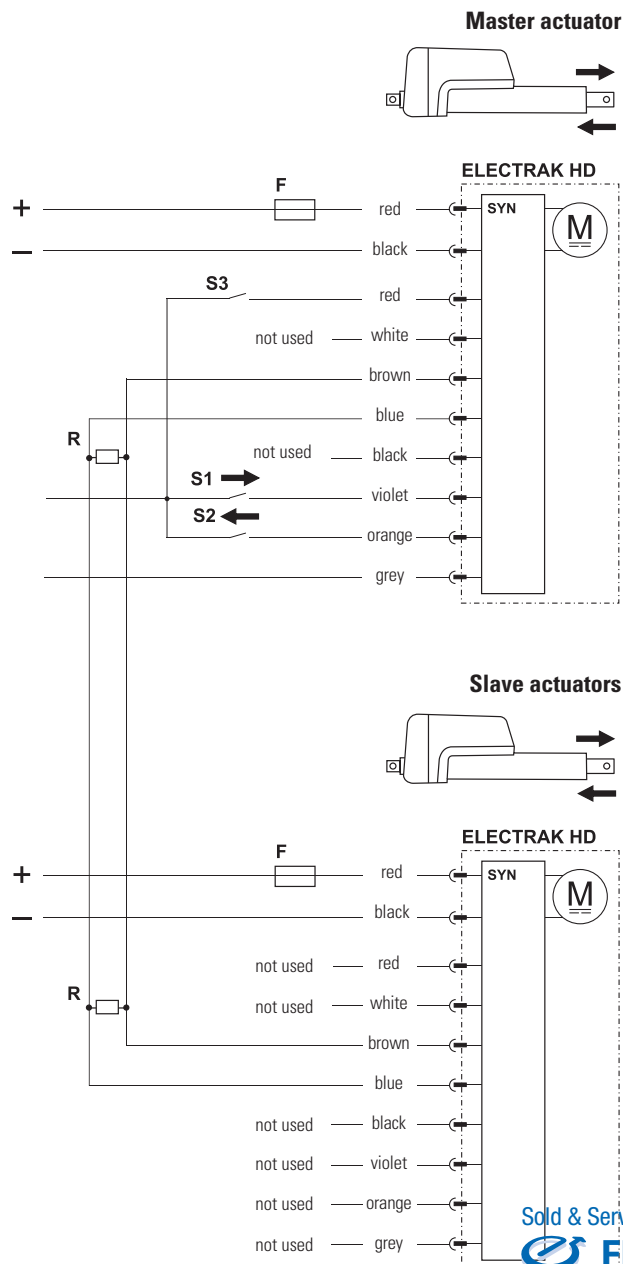 Master actuator
ELECTRAK HD
F
+ red SYN M
– black
S3 red
not used white
brown
blue
R
not used black
S1 violet
S2 orange
grey
Slave actuators
ELECTRAK HD
F
+ red SYN M
– black
not used red
R not used white
brown
blue
not used black
not used violet
not used orange
Sold &
not used grey